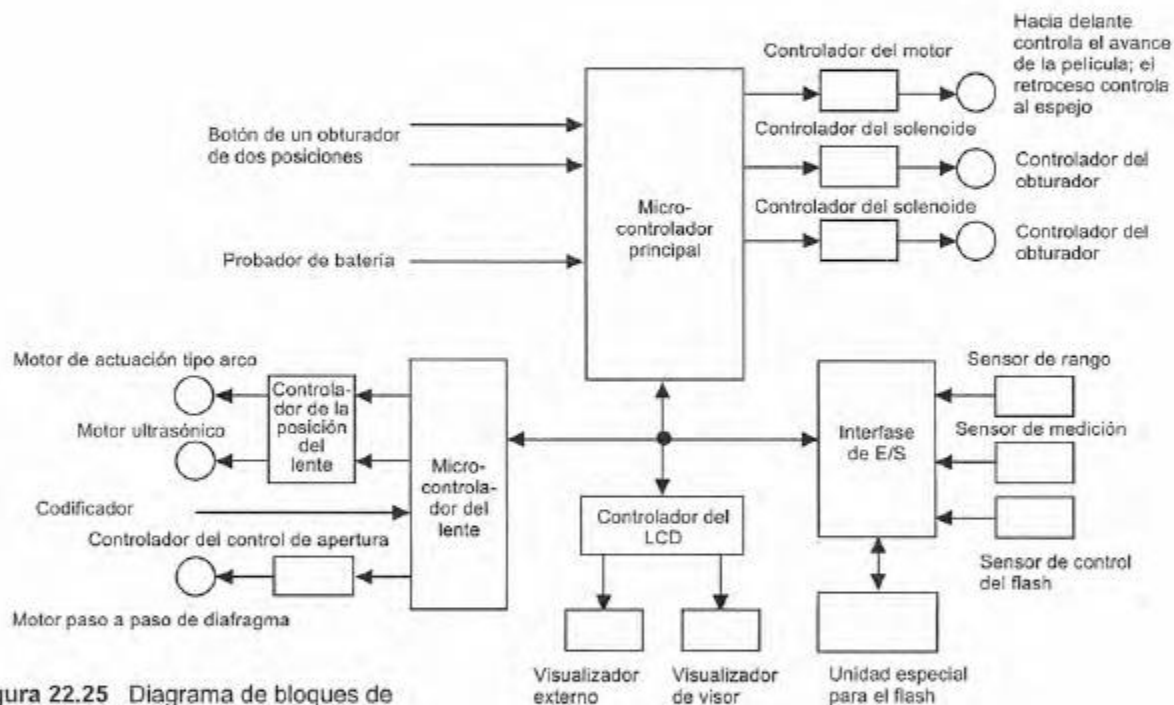 Hacia delante
controla el avance
de la película; el
retroceso controla
al espejo
Controlador del motor
Botón de un obturador
de dos posiciones
Controlador del solenoide
Controlador del
obturador
Micro-
controlador
principal
Controlador del solenoide
Controlador del
obturador
Probador de batería
Motor de actuación tipo arco
Controla-
dor de la
posición
del
lente
Motor ultrasónico
Micro-
controla-
dor del
lente
Codificador
Controlador del control de apertura
Motor paso a paso de diafragma
Sensor de rango
Interfase
de E/S
Sensor de medición
Controlador del
LCD
Sensor de control
del flash
Visualizador
externo
Visualizador
de visor
Unidad especial
para el flash
gura 22.25 Diagrama de bloques de